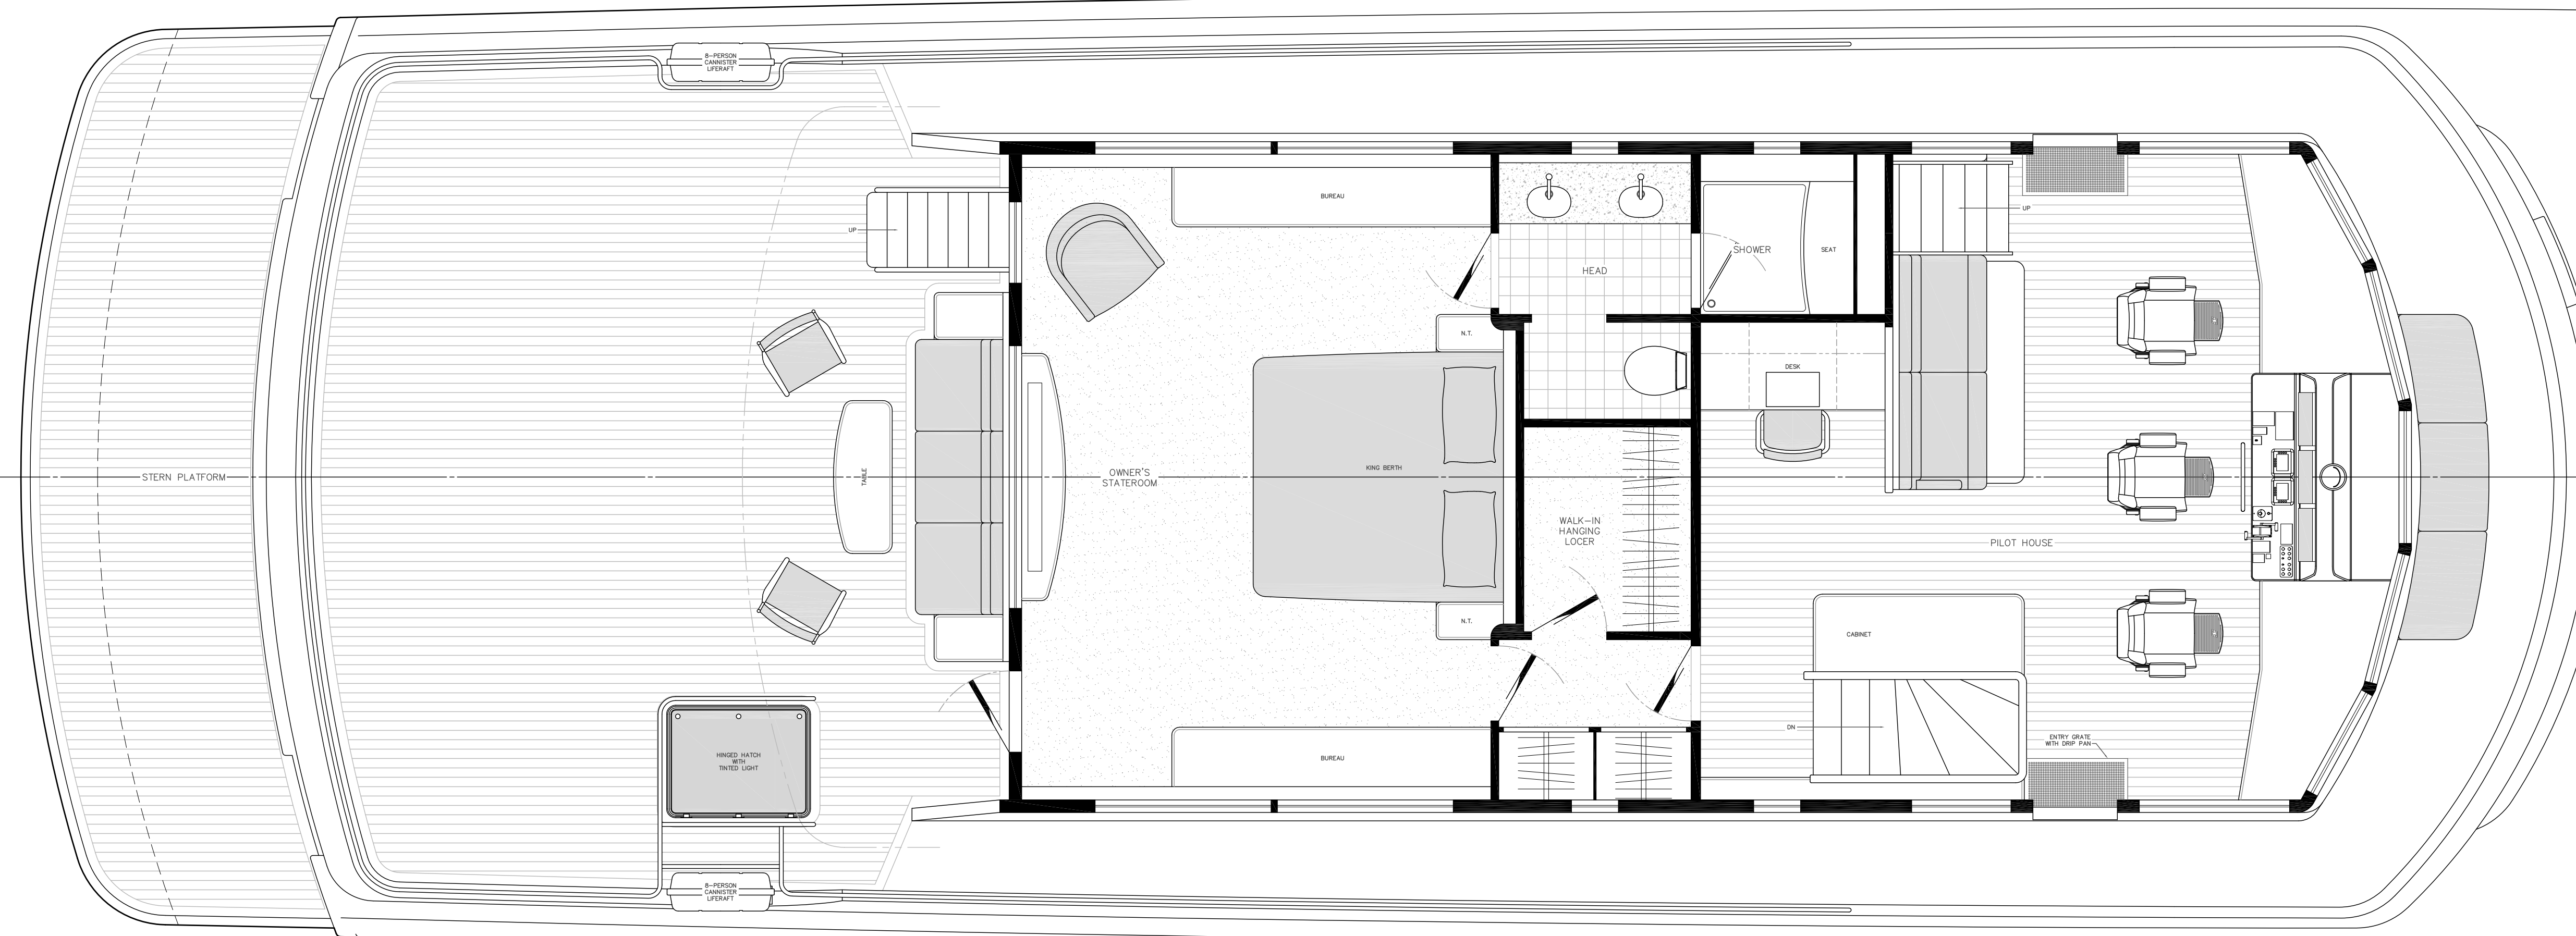 8-PERSON
CANNISTER
LIFERAFT
BUREAU
UP
UP
SHOWER
SEAT
HEAD
N.T.
DESK
STERN PLATFORM
TABLE
OWNER'S
STATEROOM
KING BERTH
WALK-IN
HANGING
LOCER
PILOT HOUSE
N.T.
CABINET
DN
ENTRY GRATE
WITH DRIP PAN
HINGED HATCH
WITH
TINTED LIGHT
BUREAU
8-PERSON
CANNISTER
LIFERAFT